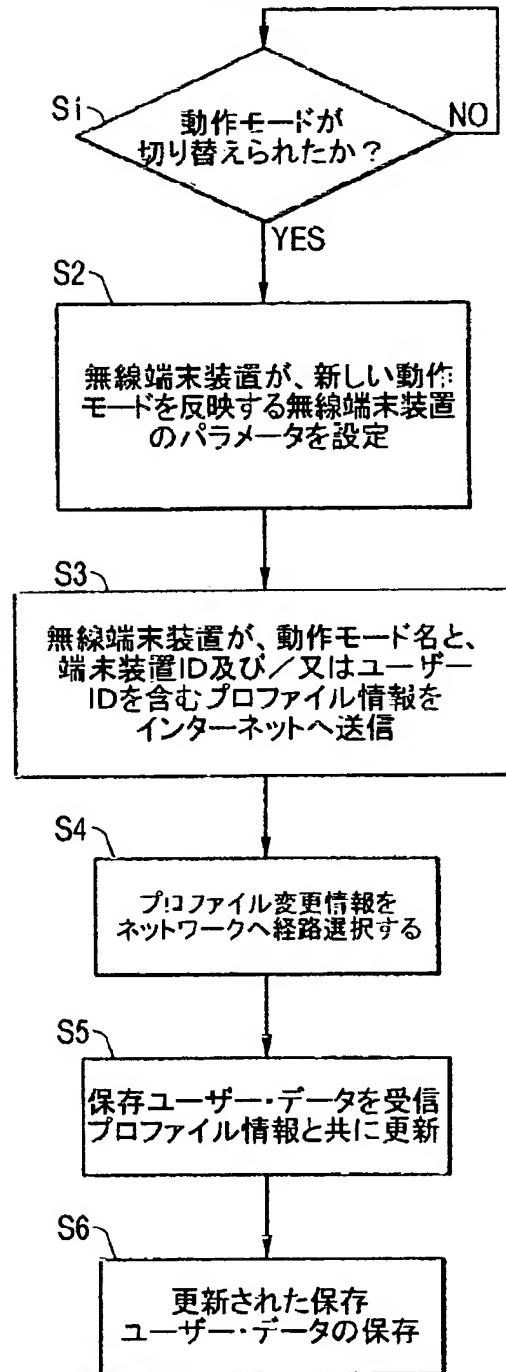 S1
動作モードが
切り替えられたか?
NO
YES
S2
無線端末装置が、新しい動作
モードを反映する無線端末装置
のパラメータを設定
S3
無線端末装置が、動作モード名と、
端末装置ID及び/又はユーザー
IDを含むプロファイル情報を
インターネットへ送信
S4
プロファイル変更情報を
ネットワークへ経路選択する
S5
保存ユーザー・データを受信
プロファイル情報と共に更新
S6
更新された保存
ユーザー・データの保存